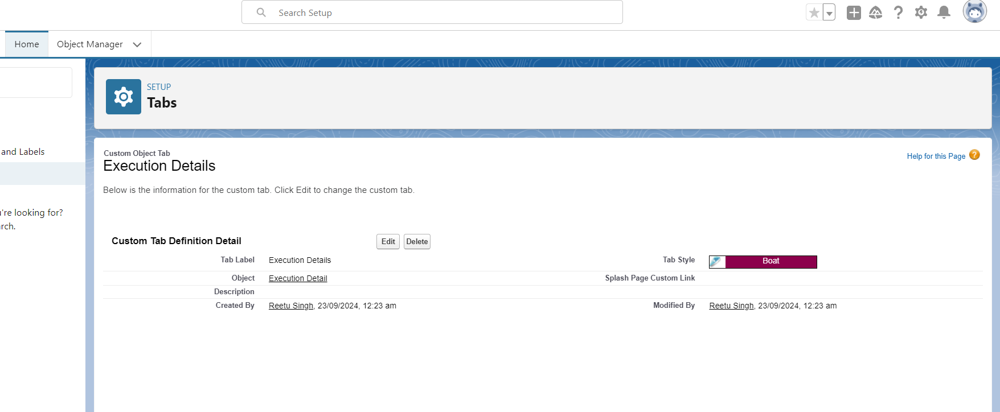 Search Setup
Home
Object Manager
SETUP
Tabs
and Labels
're looking for?
arch.
Custom Object Tab
Execution Details
Help for this Page
Below is the information for the custom tab. Click Edit to change the custom tab.
Custom Tab Definition Detail
Edit
Delete
Tab Label Execution Details
Tab Style Boat
Object Execution Detail
Splash Page Custom Link
Description
Created By Reetu Singh, 23/09/2024, 12:23 am
Modified By Reetu Singh, 23/09/2024, 12:23 am